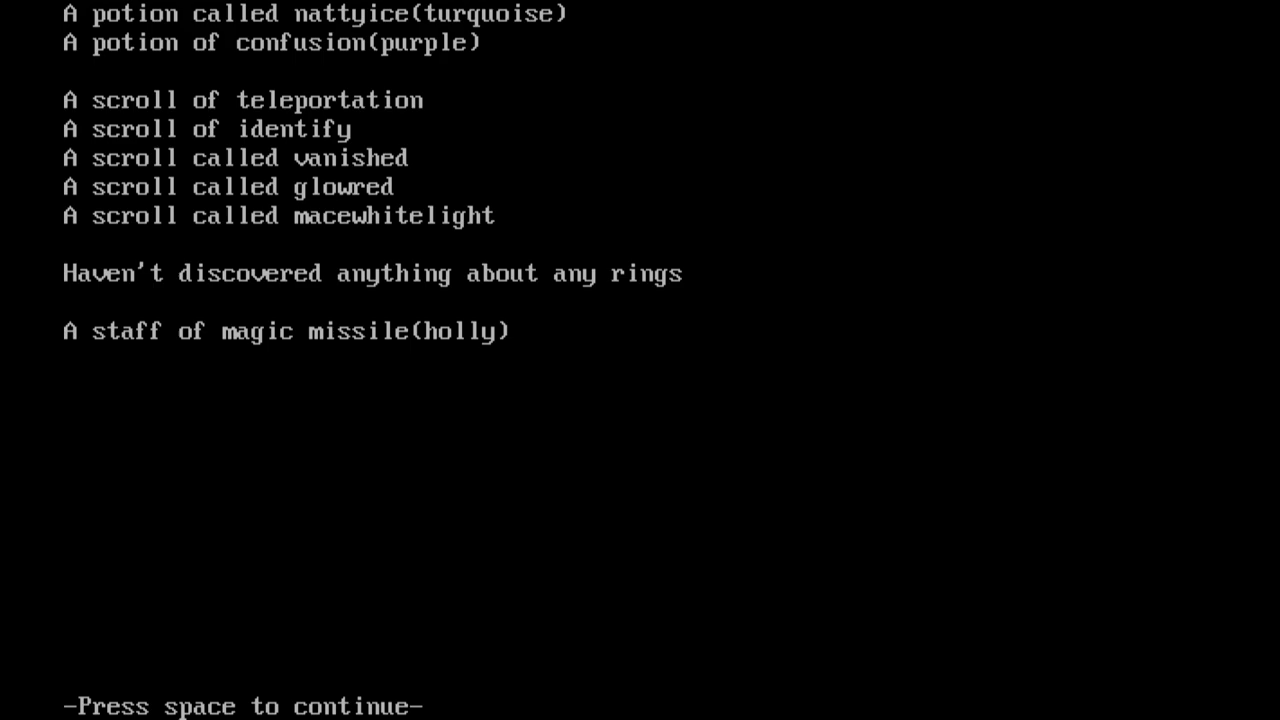 A potion called nattyice(turquoise)
A potion of confusion(purple)
A scroll of teleportation
A scroll of identify
A scroll called vanished
A scroll called glowred
A scroll called macewhitelight
Haven't discovered anything about any rings
A staff of magic missile(holly)
-Press space to continue-